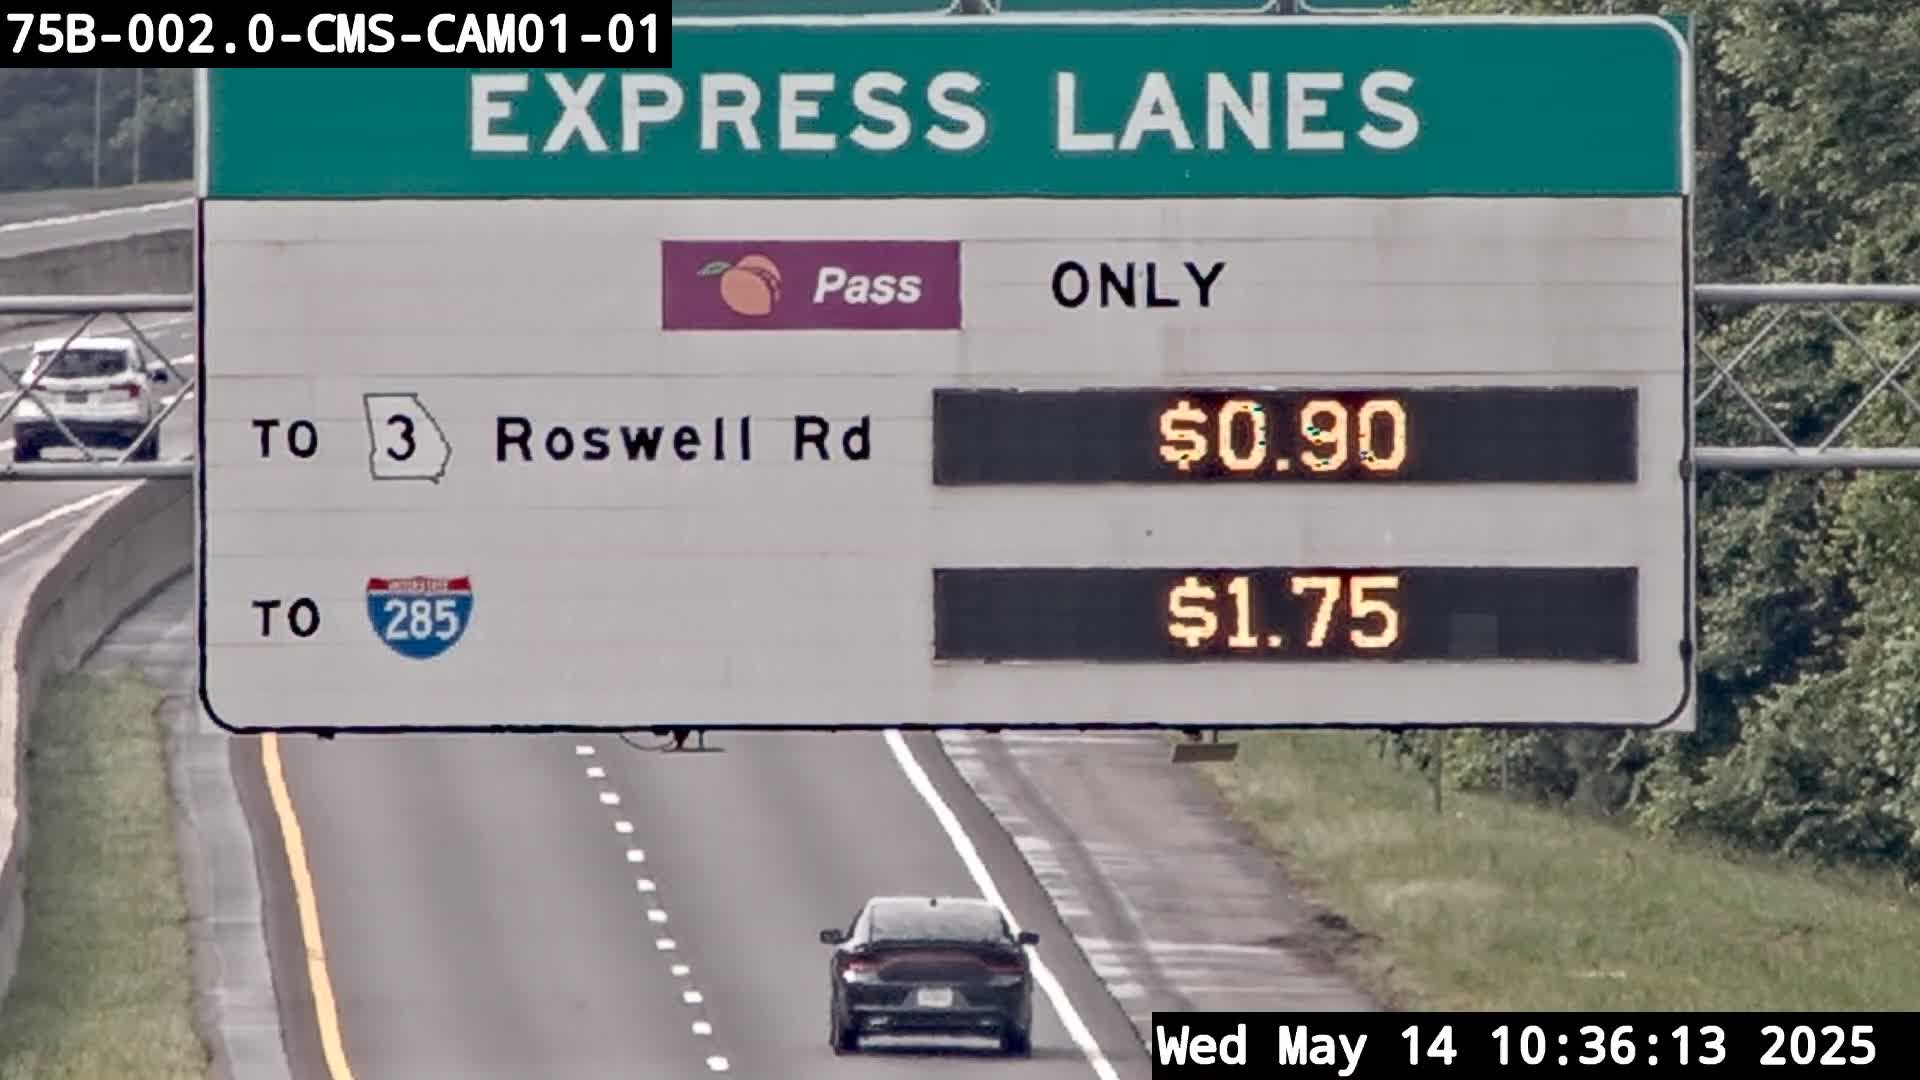 75B-002.0-CMS-CAM01-01
EXPRESS LANES
Pass ONLY
TO 3 Roswell Rd $0.90
INTERSTATE
TO 285 $1.75
Wed May 14 10:36:13 2025